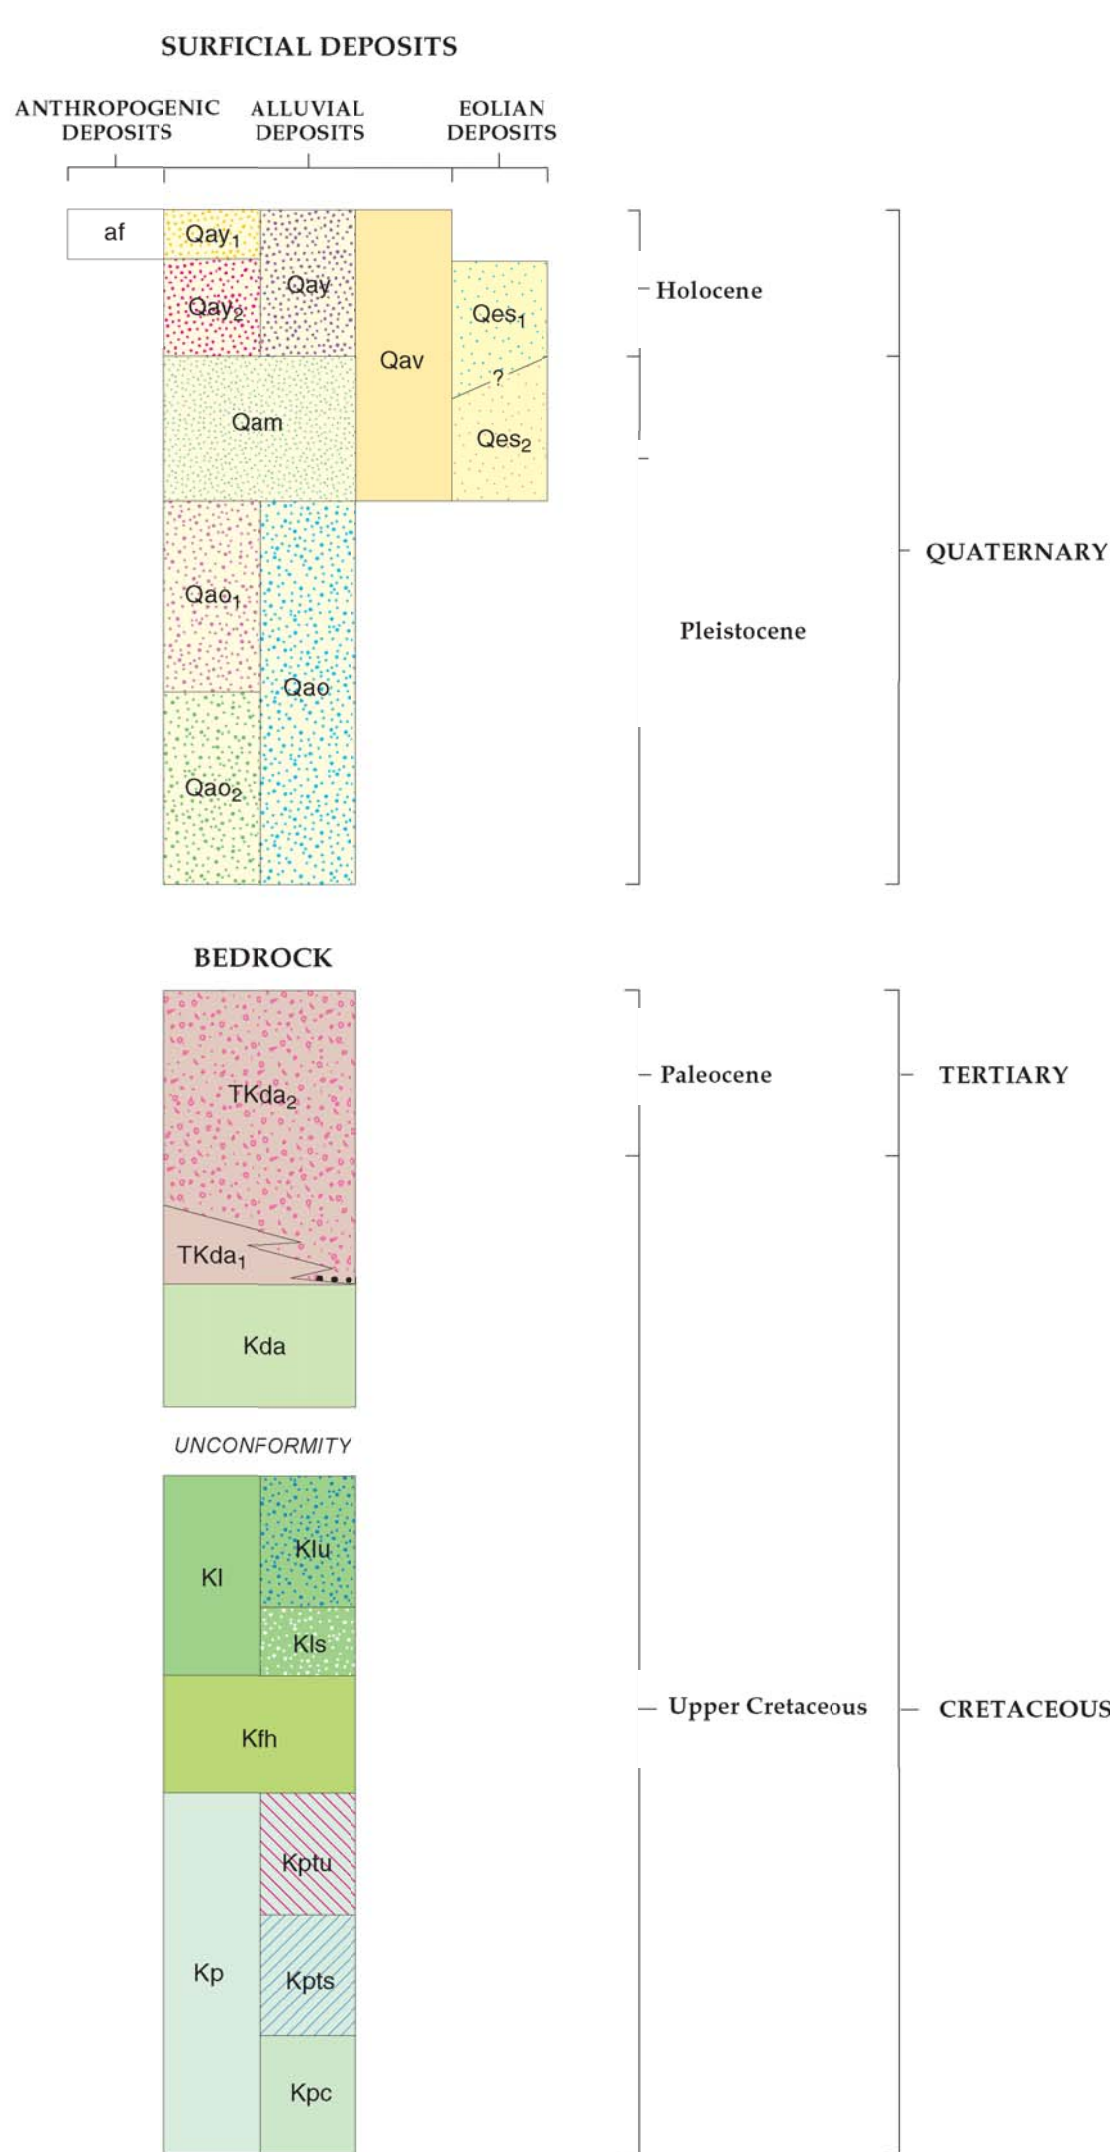 SURFICIAL DEPOSITS
ANTHROPOGENIC DEPOSITS
ALLUVIAL DEPOSITS
EOLIAN DEPOSITS
af
Qay1
Qay
Qay2
Qav
Qes1
?
Qes2
Qam
Qao1
Qao
Qao2
Holocene
Pleistocene
QUATERNARY
BEDROCK
TKda2
TKda1
Kda
Paleocene
TERTIARY
UNCONFORMITY
Kl
Klu
Kls
Kfh
Kp
Kptu
Kpts
Kpc
Upper Cretaceous
CRETACEOUS